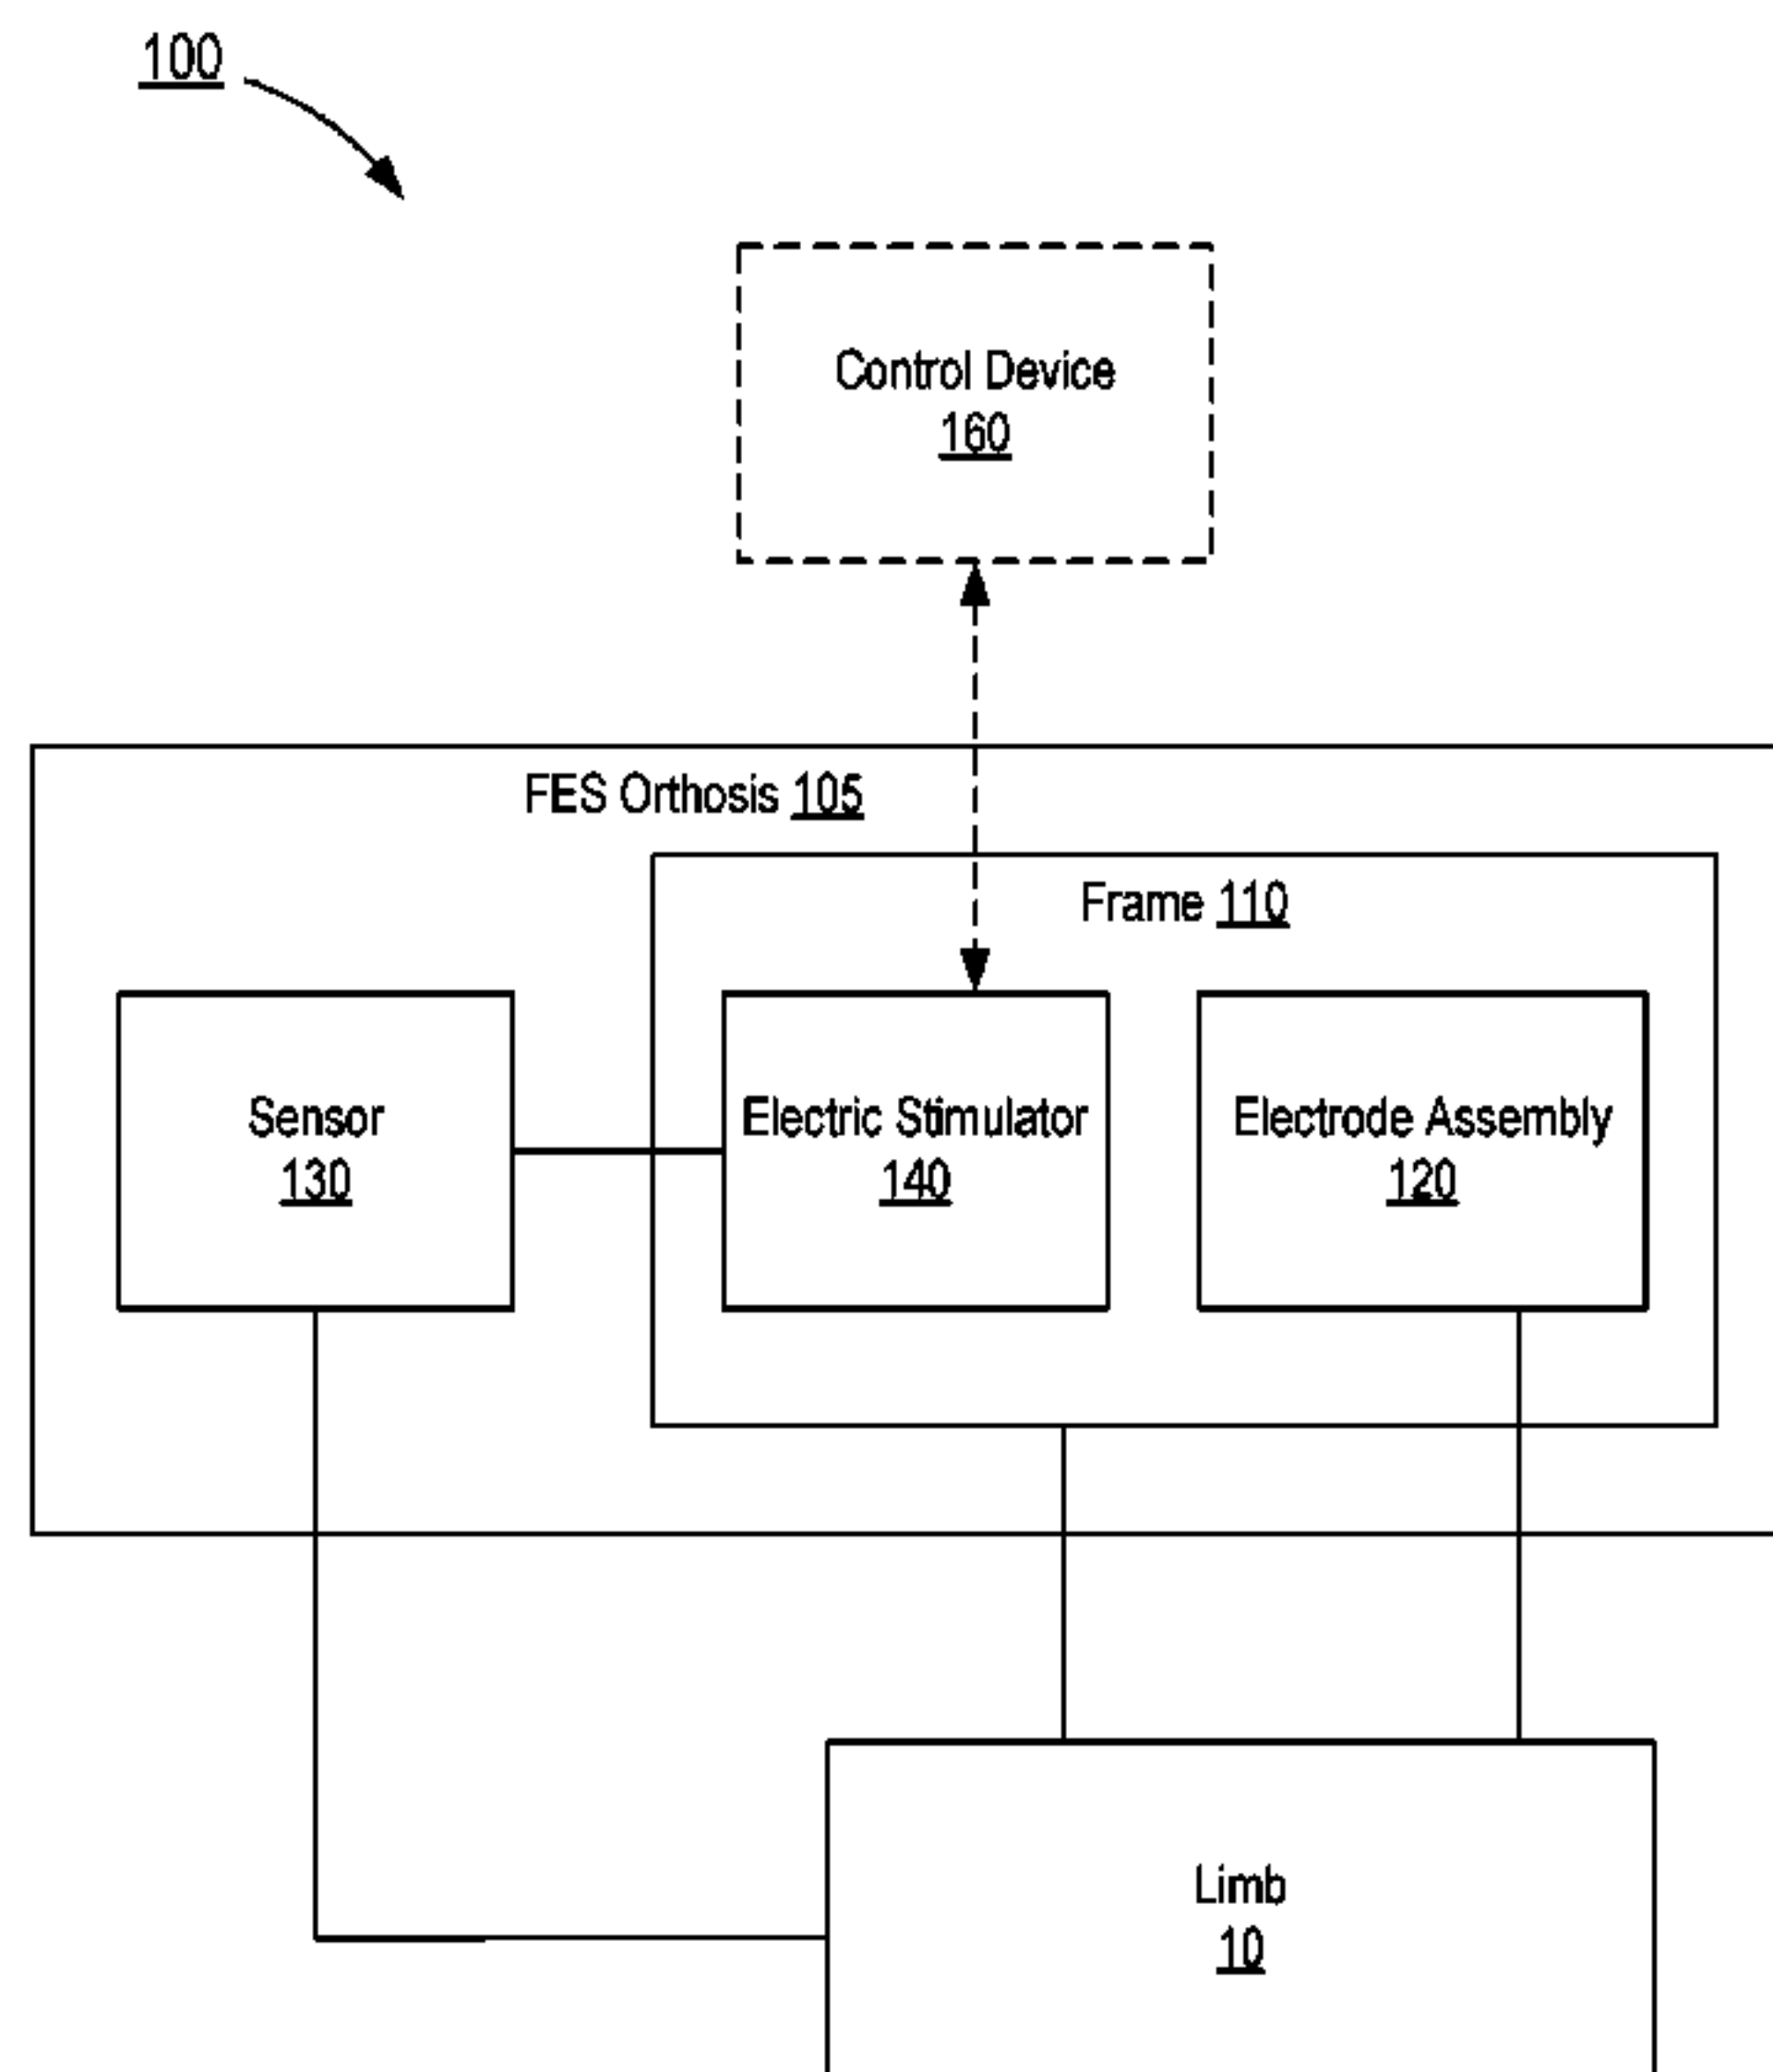 100
Control Device
160
FES Orthosis 105
Frame 110
Sensor
130
Electric Stimulator
140
Electrode Assembly
120
Limb
10